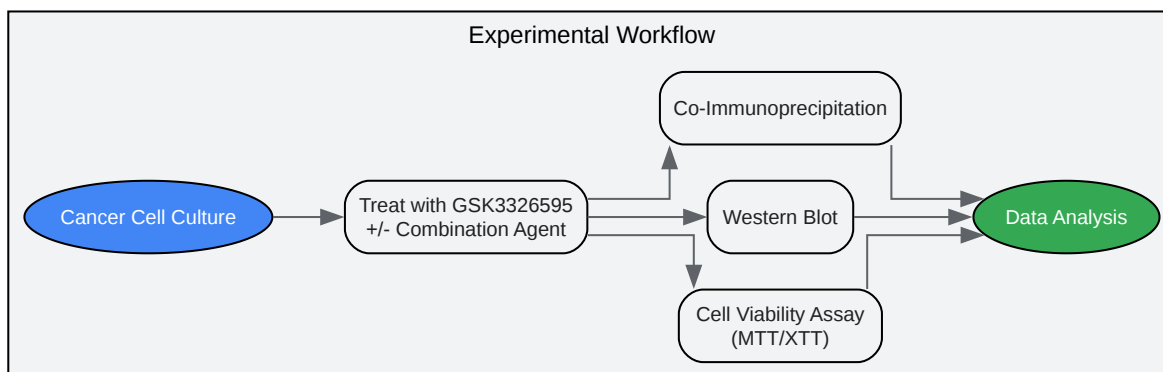 Experimental Workflow
Cancer Cell Culture
Treat with GSK3326595
+/- Combination Agent
Co-Immunoprecipitation
Western Blot
Cell Viability Assay
(MTT/XTT)
Data Analysis